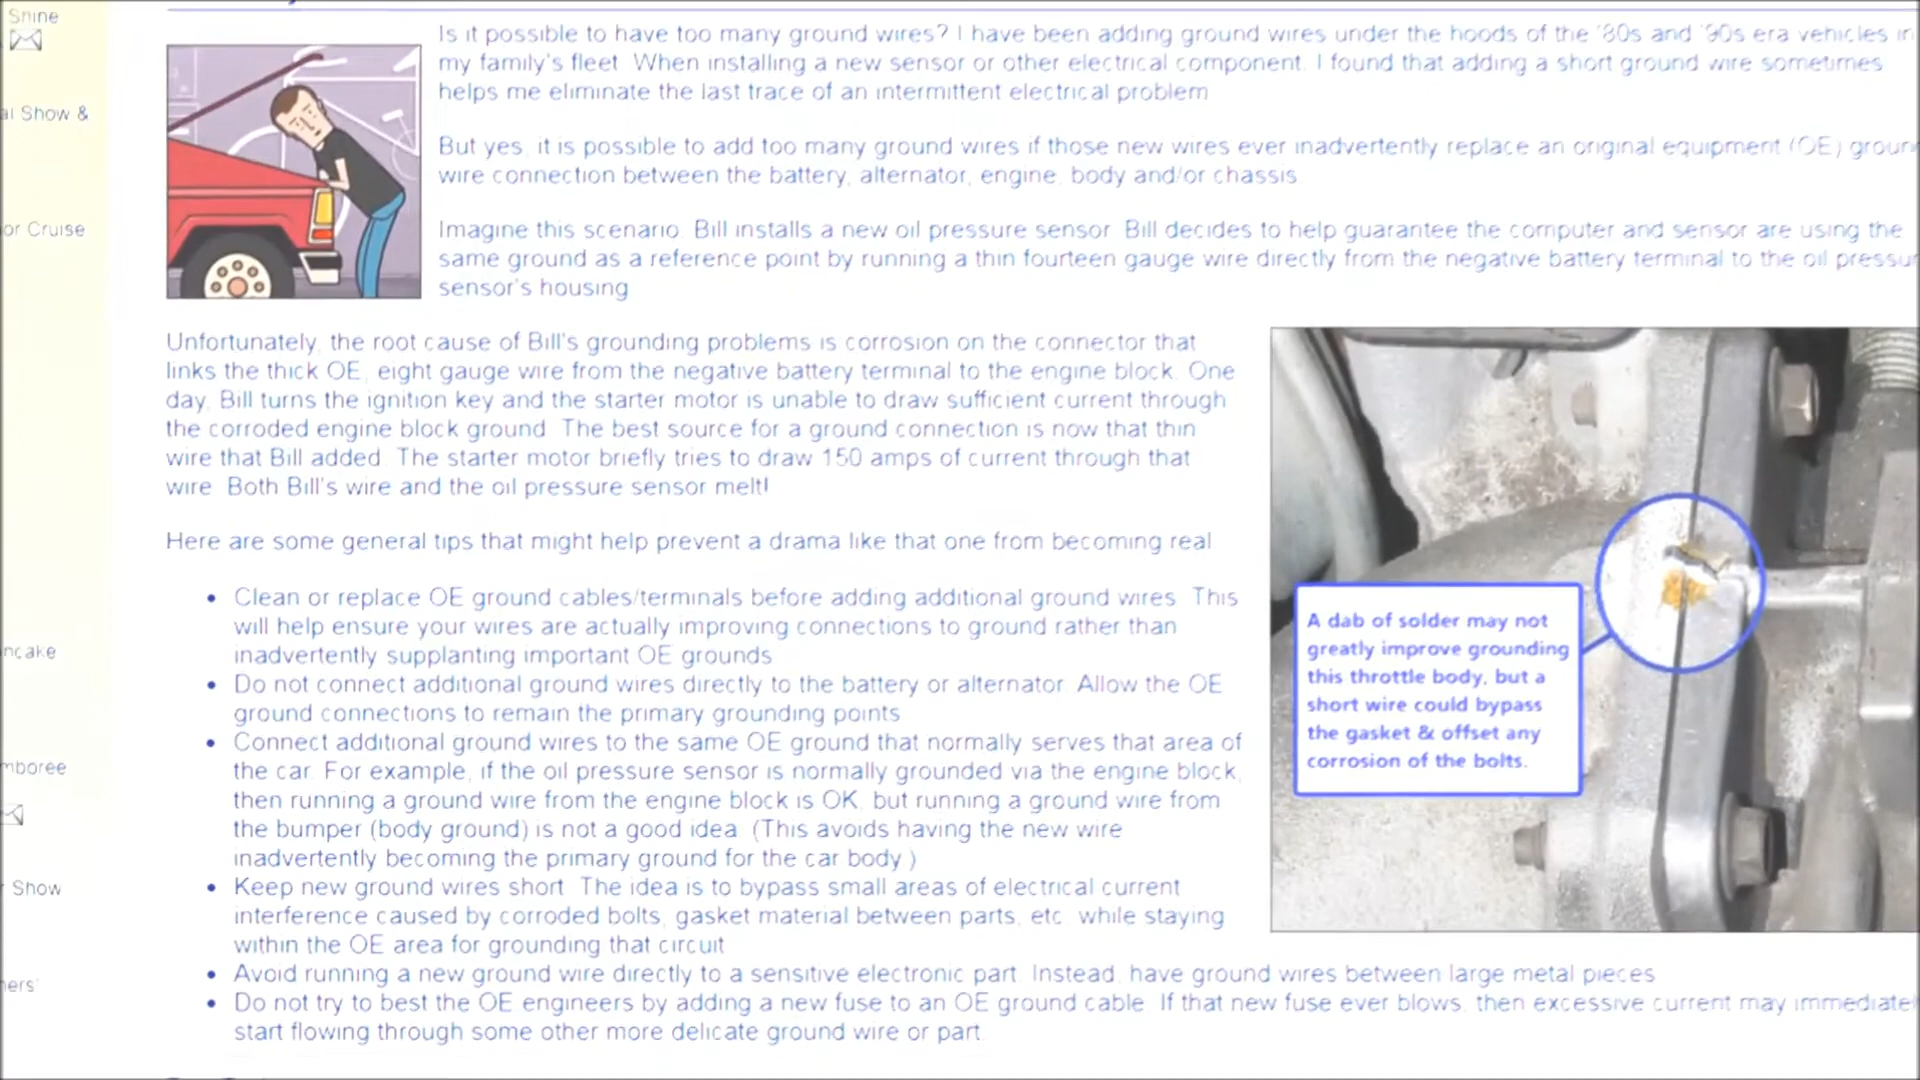 Shine
al Show &
or Cruise
ncake
mboree
Show
ners'
Is it possible to have too many ground wires? I have been adding ground wires under the hoods of the '80s and '90s era vehicles in
my family's fleet. When installing a new sensor or other electrical component, I found that adding a short ground wire sometimes
helps me eliminate the last trace of an intermittent electrical problem.
But yes, it is possible to add too many ground wires if those new wires ever inadvertently replace an original equipment (OE) groun
wire connection between the battery, alternator, engine, body and/or chassis.
Imagine this scenario: Bill installs a new oil pressure sensor. Bill decides to help guarantee the computer and sensor are using the
same ground as a reference point by running a thin fourteen gauge wire directly from the negative battery terminal to the oil pressur
sensor's housing.
Unfortunately, the root cause of Bill's grounding problems is corrosion on the connector that
links the thick OE, eight gauge wire from the negative battery terminal to the engine block. One
day, Bill turns the ignition key and the starter motor is unable to draw sufficient current through
the corroded engine block ground. The best source for a ground connection is now that thin
wire that Bill added. The starter motor briefly tries to draw 150 amps of current through that
wire. Both Bill's wire and the oil pressure sensor melt!
Here are some general tips that might help prevent a drama like that one from becoming real:
• Clean or replace OE ground cables/terminals before adding additional ground wires. This
will help ensure your wires are actually improving connections to ground rather than
inadvertently supplanting important OE grounds.
• Do not connect additional ground wires directly to the battery or alternator. Allow the OE
ground connections to remain the primary grounding points.
• Connect additional ground wires to the same OE ground that normally serves that area of
the car. For example, if the oil pressure sensor is normally grounded via the engine block,
then running a ground wire from the engine block is OK, but running a ground wire from
the bumper (body ground) is not a good idea. (This avoids having the new wire
inadvertently becoming the primary ground for the car body.)
• Keep new ground wires short. The idea is to bypass small areas of electrical current
interference caused by corroded bolts, gasket material between parts, etc. while staying
within the OE area for grounding that circuit.
• Avoid running a new ground wire directly to a sensitive electronic part. Instead, have ground wires between large metal pieces.
• Do not try to best the OE engineers by adding a new fuse to an OE ground cable. If that new fuse ever blows, then excessive current may immediatel
start flowing through some other more delicate ground wire or part.
A dab of solder may not
greatly improve grounding
this throttle body, but a
short wire could bypass
the gasket & offset any
corrosion of the bolts.